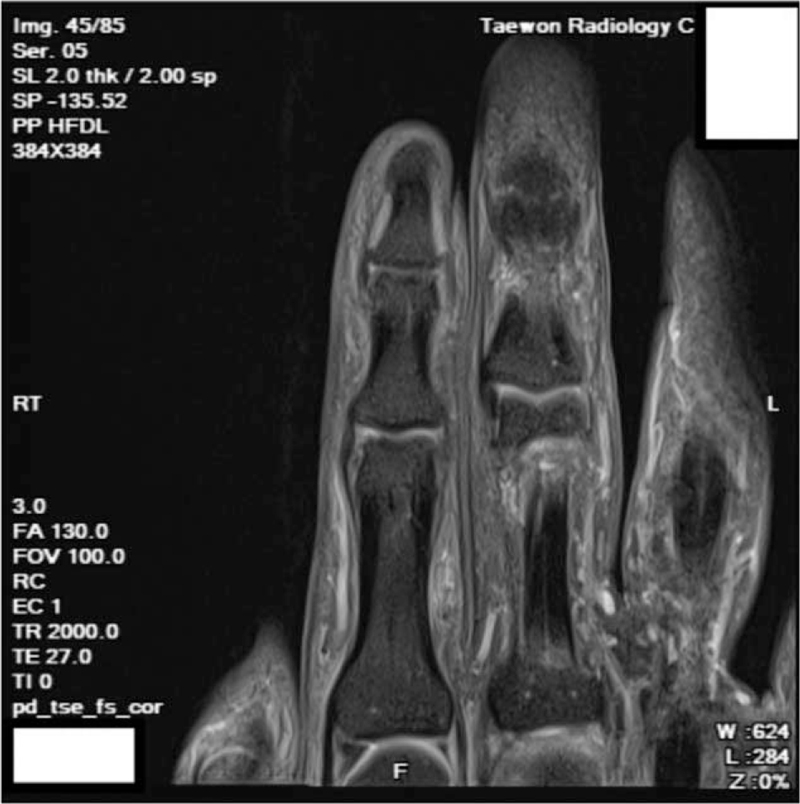 Img. 45/85
Ser. 05
SL 2.0 thk / 2.00 sp
SP -135.52
PP HFDL
384X384
Taewon Radiology C
RT
L
3.0
FA 130.0
FOV 100.0
RC
EC 1
TR 2000.0
TE 27.0
TI 0
pd_tse_fs_cor
F
W :624
L :284
Z :0%